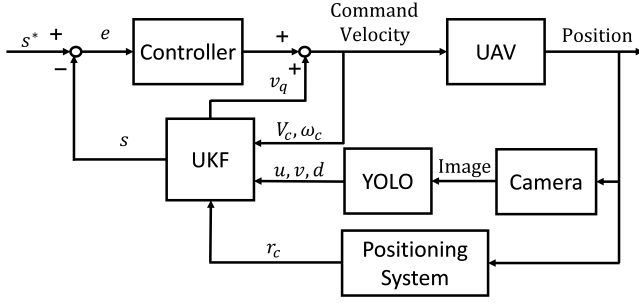 s* + e Controller + Command Velocity UAV Position
−
+
v_q
s
UKF
V_c, ω_c
u, v, d
YOLO
Image
Camera
r_c
Positioning
System